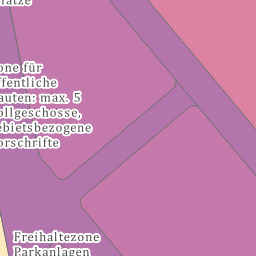 one für
ffentliche
auten: max. 5
ollgeschosse,
ebietsbezogene
orschrifte
Freihaltezone
Parkanlagen